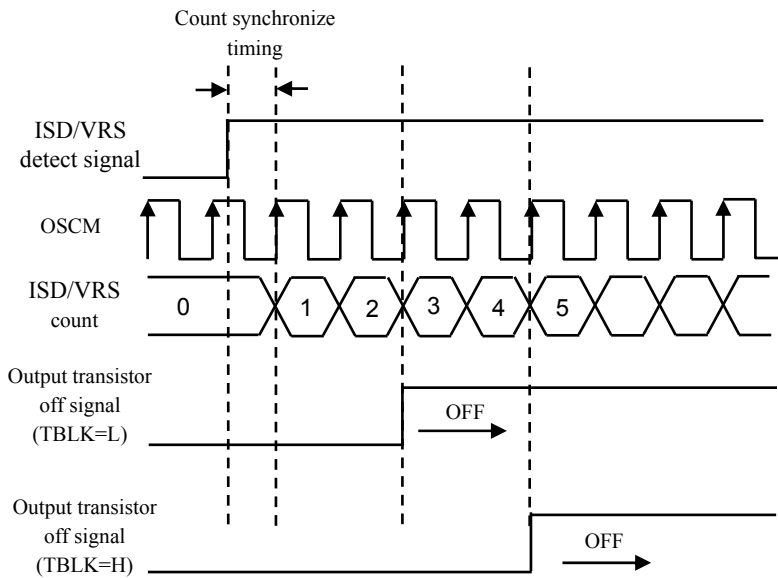 Count synchronize
timing
ISD/VRS
detect signal
OSCM
ISD/VRS
count
0 1 2 3 4 5
Output transistor
off signal
(TBLK=L)
OFF
Output transistor
off signal
(TBLK=H)
OFF